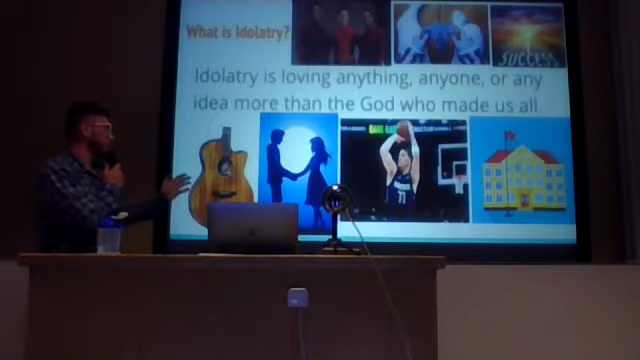 What is Idolatry?
SUCCESS
Idolatry is loving anything, anyone, or any
idea more than the God who made us all.
77